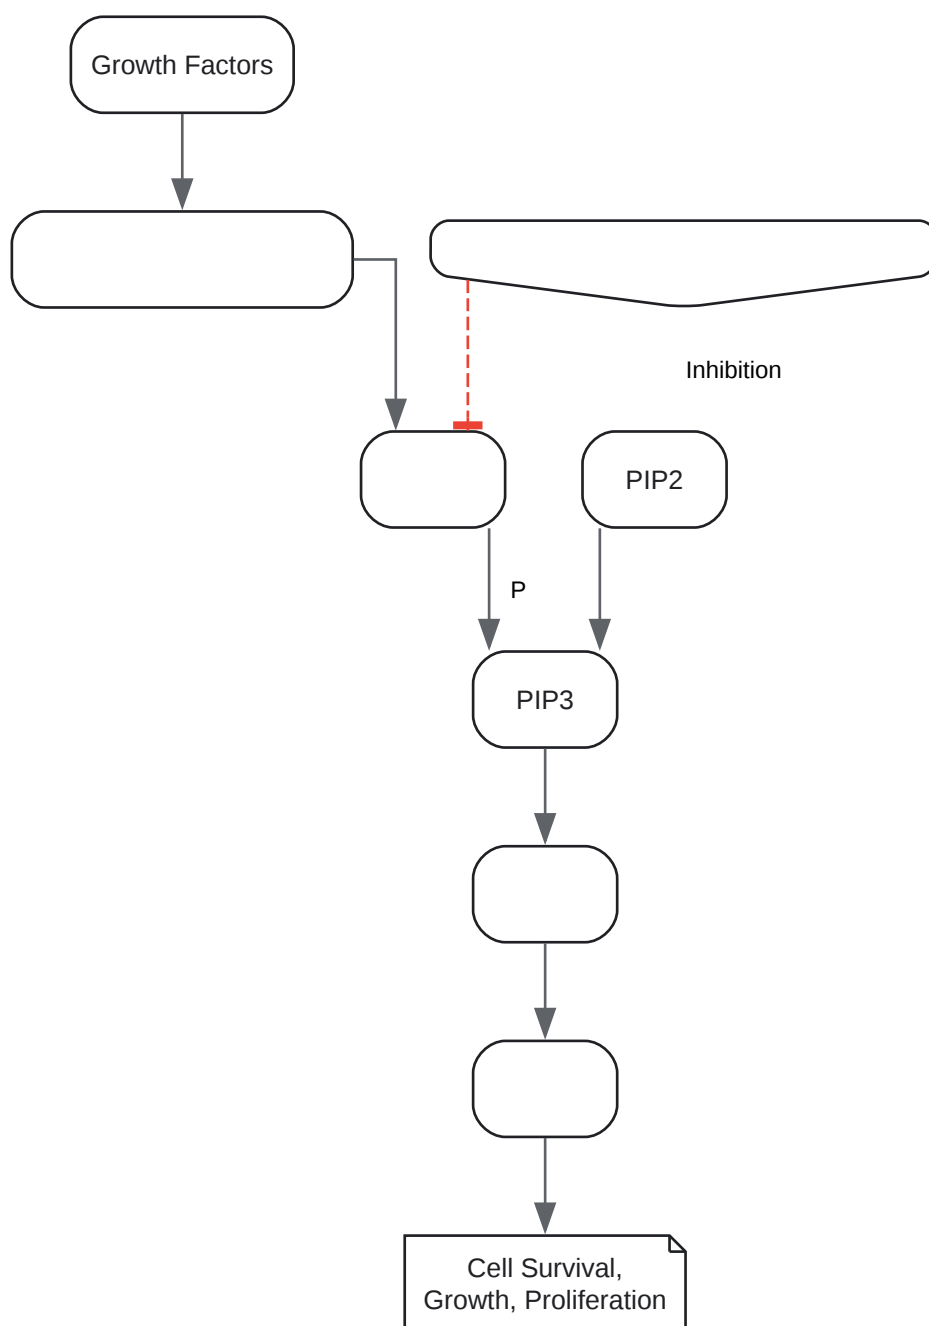 Growth Factors
Inhibition
PIP2
P
PIP3
Cell Survival,
Growth, Proliferation